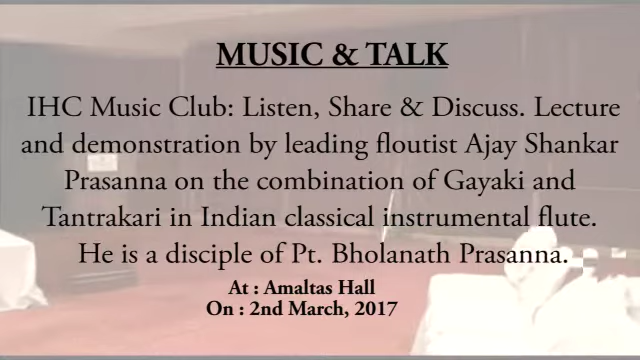 MUSIC & TALK
IHC Music Club: Listen, Share & Discuss. Lecture
and demonstration by leading floutist Ajay Shankar
Prasanna on the combination of Gayaki and
Tantrakari in Indian classical instrumental flute.
He is a disciple of Pt. Bholanath Prasanna.
At : Amaltas Hall
On : 2nd March, 2017